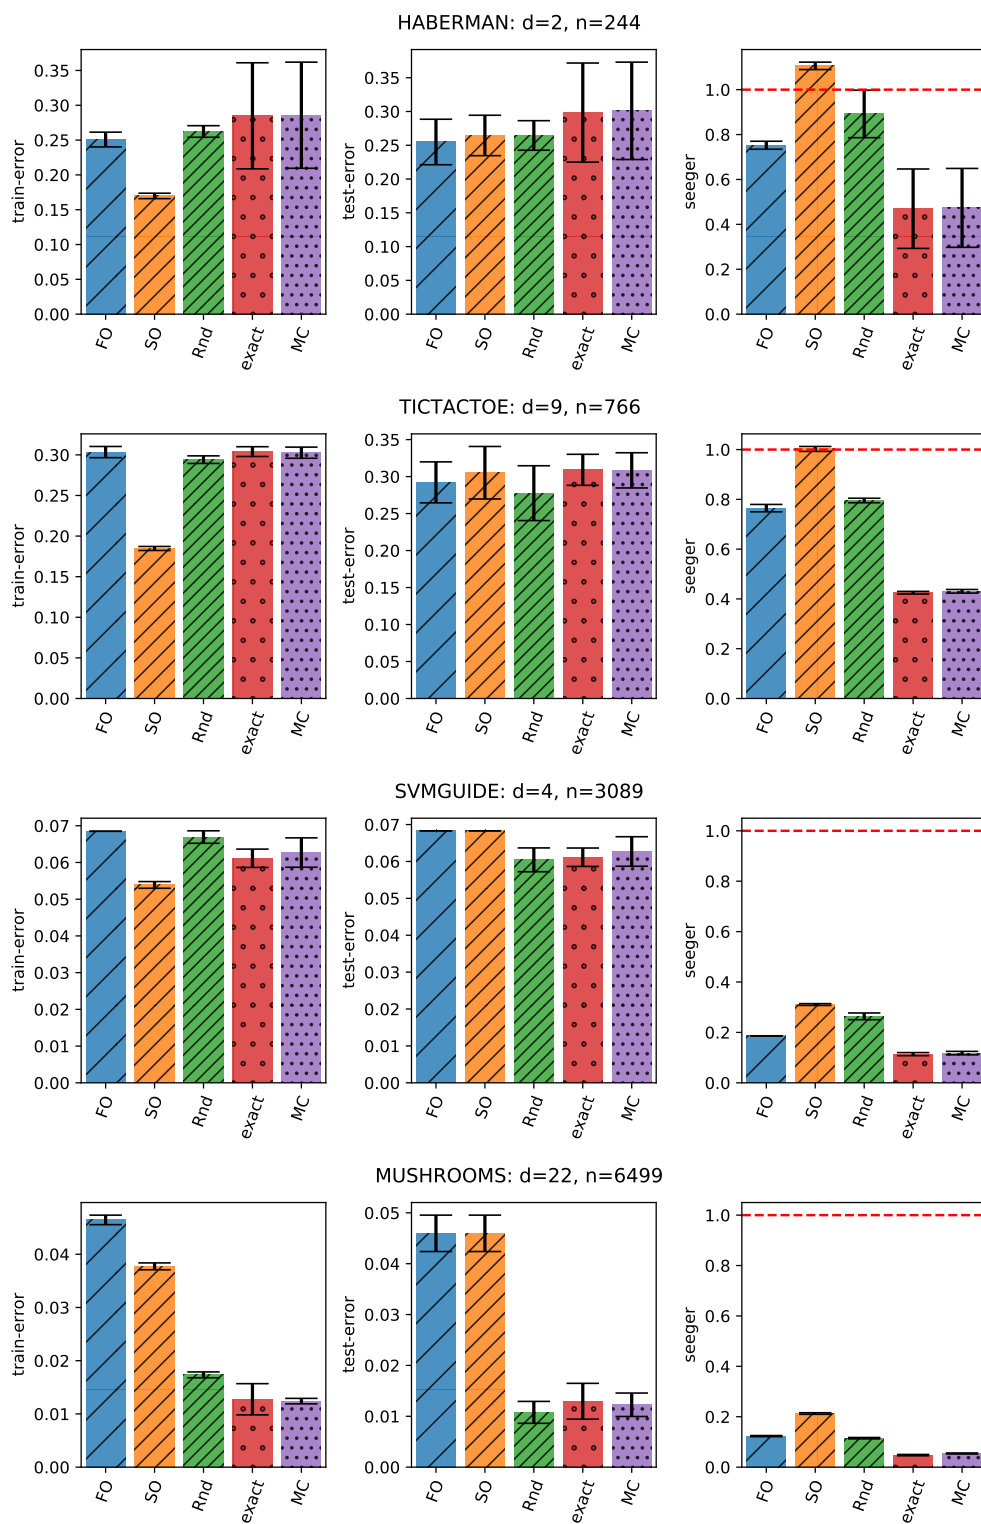 HABERMAN: d=2, n=244
train-error
0.35
0.30
0.25
0.20
0.15
0.10
0.05
0.00
FO
SO
Rnd
exact
MC
test-error
0.35
0.30
0.25
0.20
0.15
0.10
0.05
0.00
FO
SO
Rnd
exact
MC
seeger
1.0
0.8
0.6
0.4
0.2
0.0
FO
SO
Rnd
exact
MC
TICTACTOE: d=9, n=766
train-error
0.30
0.25
0.20
0.15
0.10
0.05
0.00
FO
SO
Rnd
exact
MC
test-error
0.35
0.30
0.25
0.20
0.15
0.10
0.05
0.00
FO
SO
Rnd
exact
MC
seeger
1.0
0.8
0.6
0.4
0.2
0.0
FO
SO
Rnd
exact
MC
SVMGUIDE: d=4, n=3089
train-error
0.07
0.06
0.05
0.04
0.03
0.02
0.01
0.00
FO
SO
Rnd
exact
MC
test-error
0.07
0.06
0.05
0.04
0.03
0.02
0.01
0.00
FO
SO
Rnd
exact
MC
seeger
1.0
0.8
0.6
0.4
0.2
0.0
FO
SO
Rnd
exact
MC
MUSHROOMS: d=22, n=6499
train-error
0.04
0.03
0.02
0.01
0.00
FO
SO
Rnd
exact
MC
test-error
0.05
0.04
0.03
0.02
0.01
0.00
FO
SO
Rnd
exact
MC
seeger
1.0
0.8
0.6
0.4
0.2
0.0
FO
SO
Rnd
exact
MC